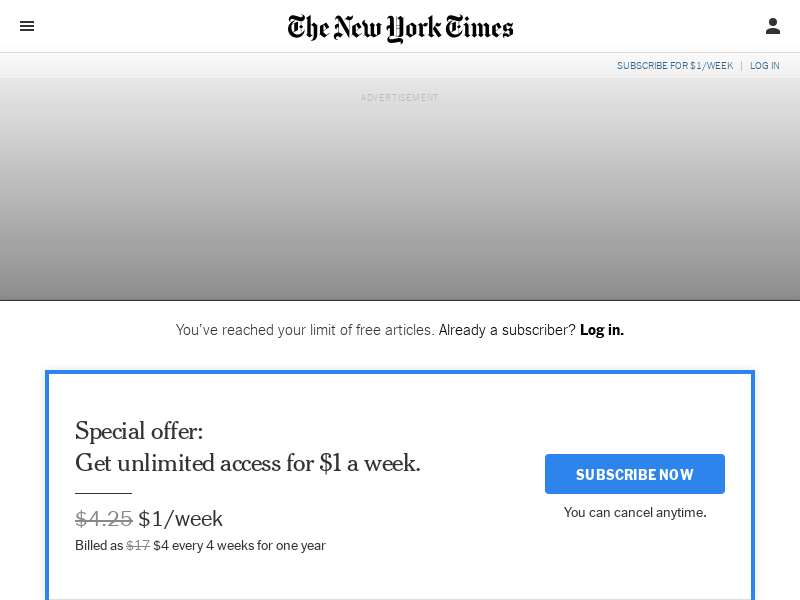 The New York Times
SUBSCRIBE FOR $1/WEEK
LOG IN
ADVERTISEMENT
You’ve reached your limit of free articles. Already a subscriber? Log in.
Special offer:
Get unlimited access for $1 a week.
$4.25 $1/week
Billed as $17 $4 every 4 weeks for one year
SUBSCRIBE NOW
You can cancel anytime.